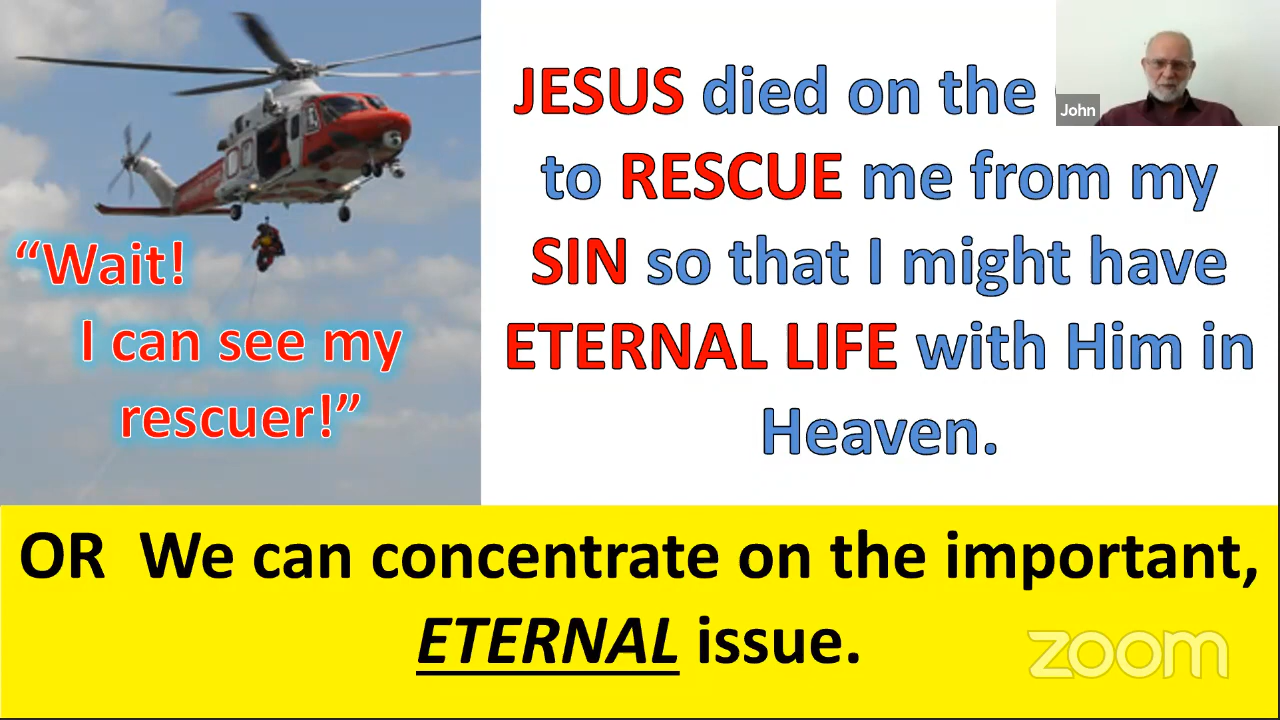 “Wait!
I can see my
rescuer!”
JESUS died on the
to RESCUE me from my
SIN so that I might have
ETERNAL LIFE with Him in
Heaven.
John
OR We can concentrate on the important,
ETERNAL issue.
zoom